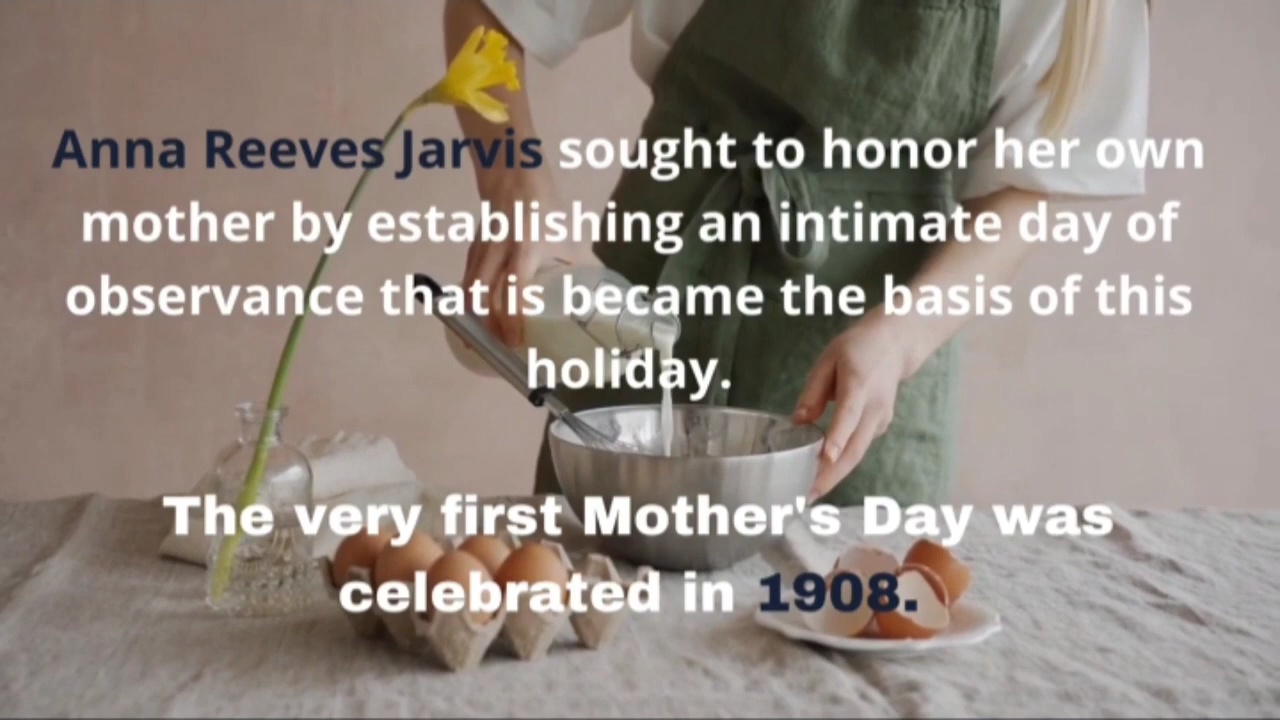 Anna Reeves Jarvis sought to honor her own
mother by establishing an intimate day of
observance that is became the basis of this
holiday.
The very first Mother's Day was
celebrated in 1908.